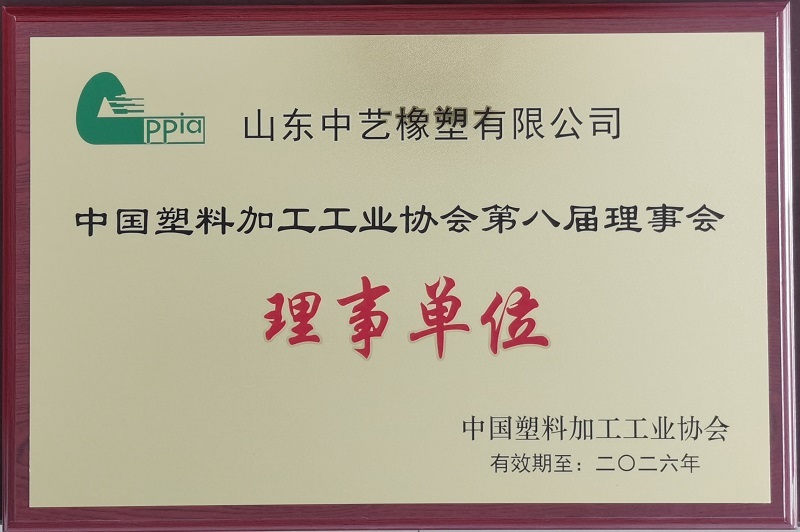 Cppia
山东中艺橡塑有限公司
中国塑料加工工业协会第八届理事会
理事单位
中国塑料加工工业协会
有效期至：二〇二六年